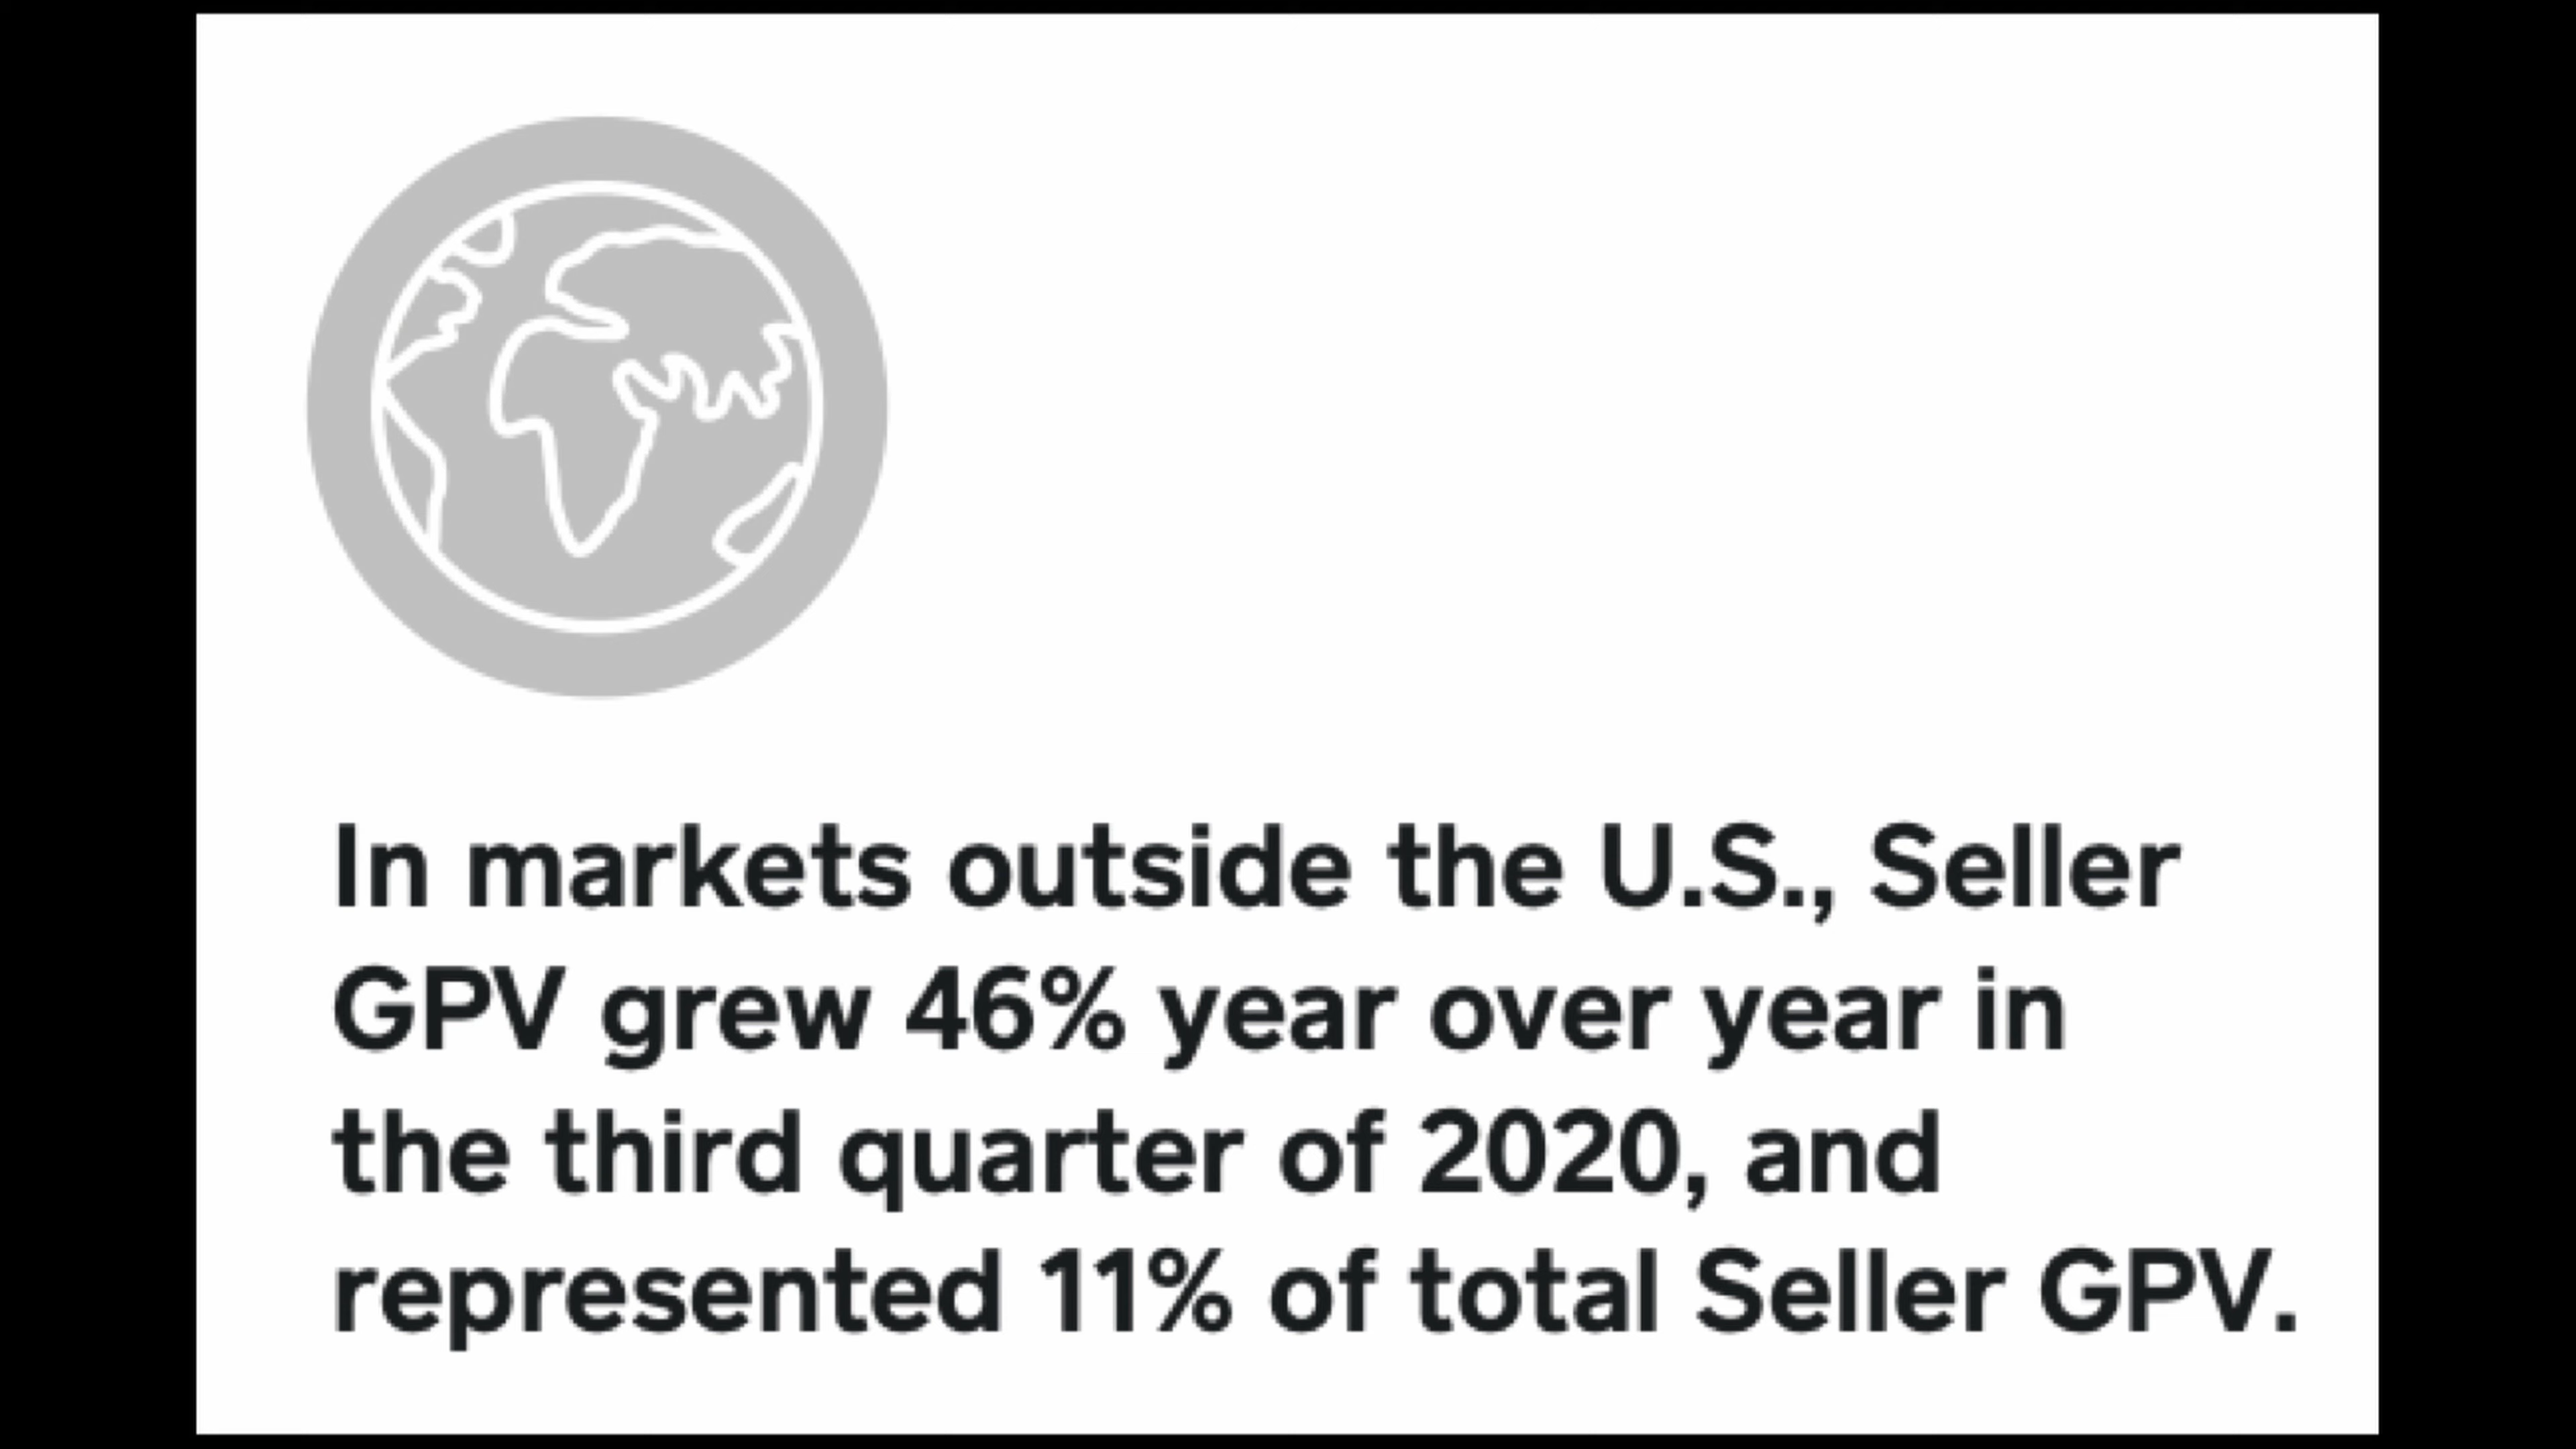 In markets outside the U.S., Seller
GPV grew 46% year over year in
the third quarter of 2020, and
represented 11% of total Seller GPV.